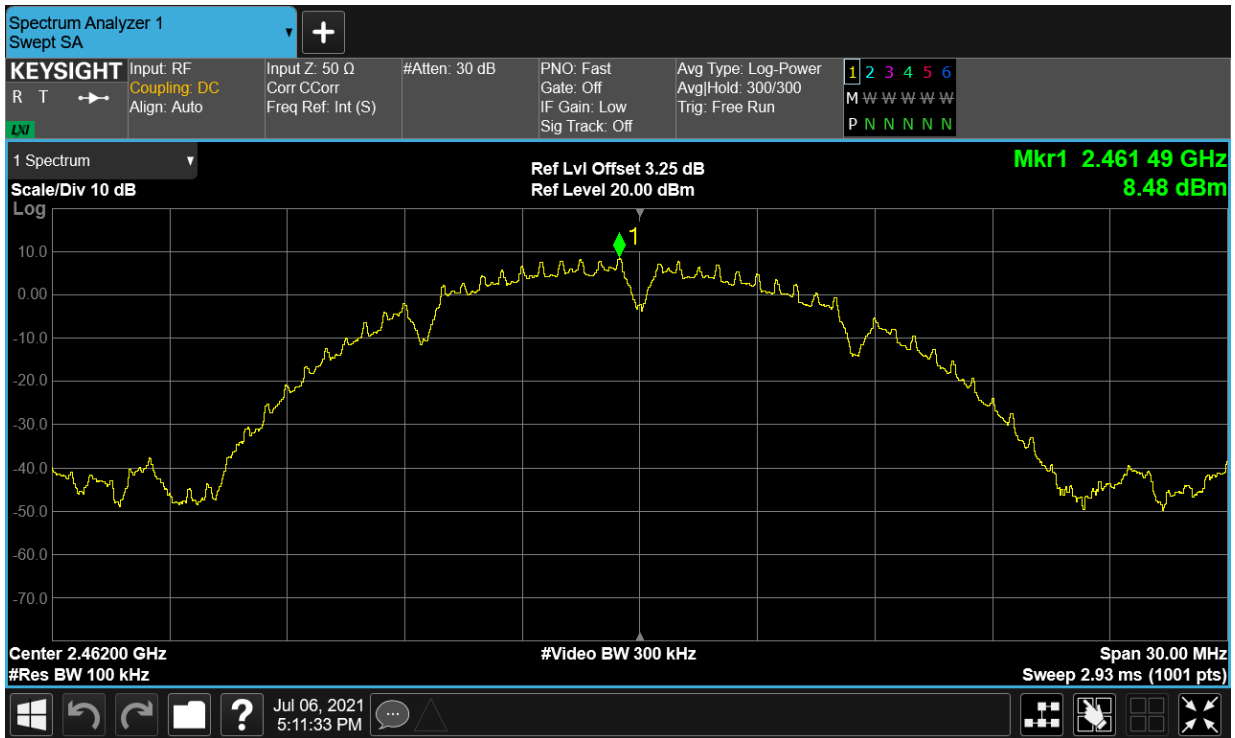 Spectrum Analyzer 1
Swept SA
KEYSIGHT
R T
LXI
Input: RF
Coupling: DC
Align: Auto
Input Z: 50 Ω
Corr CCorr
Freq Ref: Int (S)
#Atten: 30 dB
PNO: Fast
Gate: Off
IF Gain: Low
Sig Track: Off
Avg Type: Log-Power
Avg|Hold: 300/300
Trig: Free Run
1 2 3 4 5 6
M W W W W W
P N N N N N N
1 Spectrum
Scale/Div 10 dB
Log
Ref Lvl Offset 3.25 dB
Ref Level 20.00 dBm
Mkr1 2.461 49 GHz
8.48 dBm
1
10.0
0.00
-10.0
-20.0
-30.0
-40.0
-50.0
-60.0
-70.0
Center 2.46200 GHz
#Res BW 100 kHz
#Video BW 300 kHz
Span 30.00 MHz
Sweep 2.93 ms (1001 pts)
?
Jul 06, 2021
5:11:33 PM